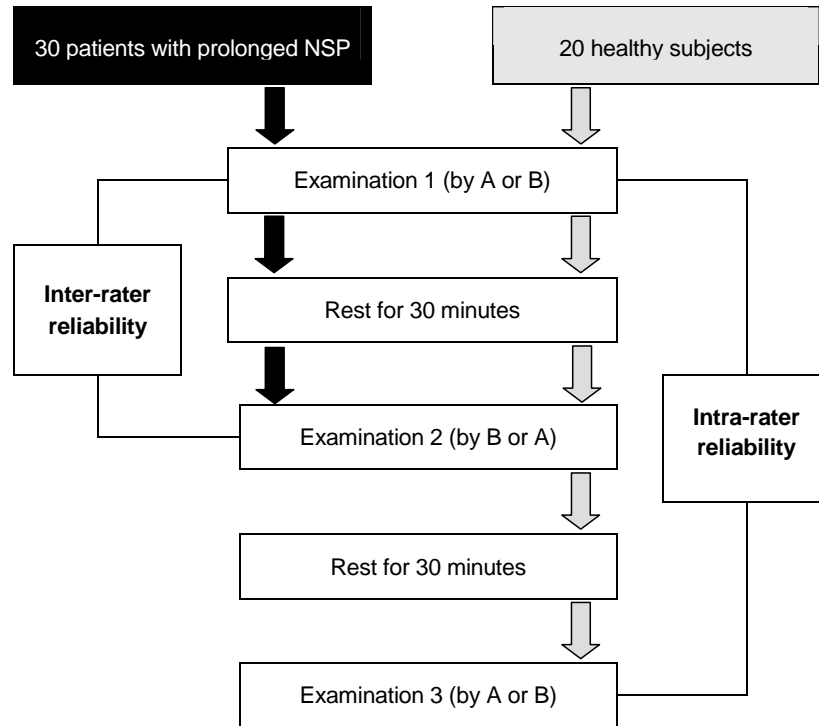 30 patients with prolonged NSP
20 healthy subjects
Examination 1 (by A or B)
Inter-rater
reliability
Rest for 30 minutes
Examination 2 (by B or A)
Intra-rater
reliability
Rest for 30 minutes
Examination 3 (by A or B)